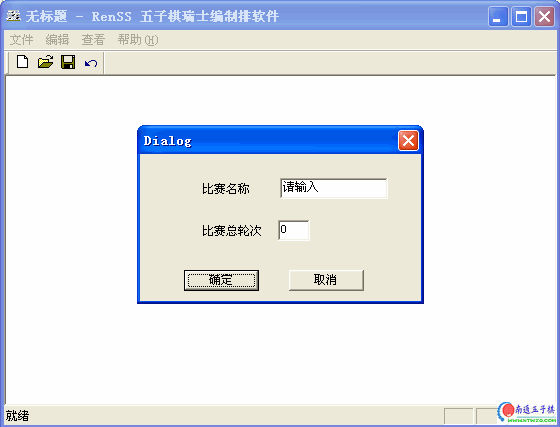 无标题 - RenSS 五子棋瑞士编制排软件
文件 编辑 查看 帮助(H)
Dialog
比赛名称 请输入
比赛总轮次 0
确定 取消
就绪
南通五子棋